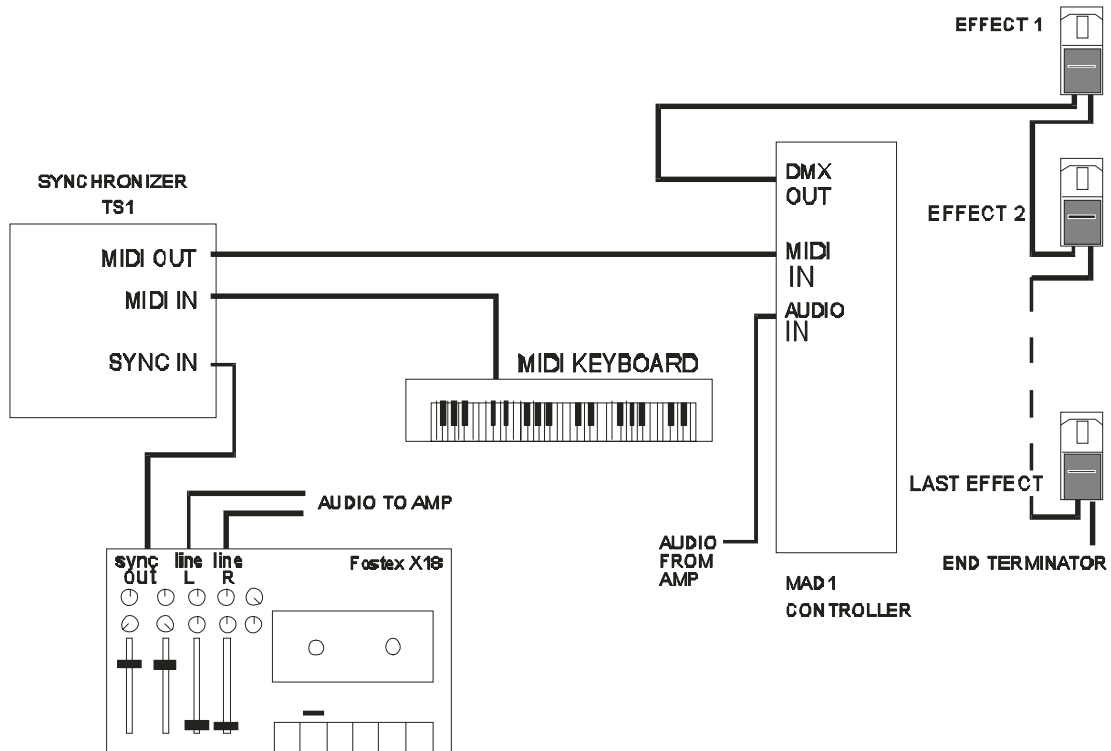 EFFECT 1
SYNCHRONIZER
TS1
MIDI OUT
MIDI IN
SYNC IN
DMX
OUT
MIDI
IN
AUDIO
IN
EFFECT 2
MIDI KEYBOARD
LAST EFFECT
END TERMINATOR
AUDIO TO AMP
AUDIO
FROM
AMP
MAD1
CONTROLLER
sync
out
line
L
line
R
Fostex X18